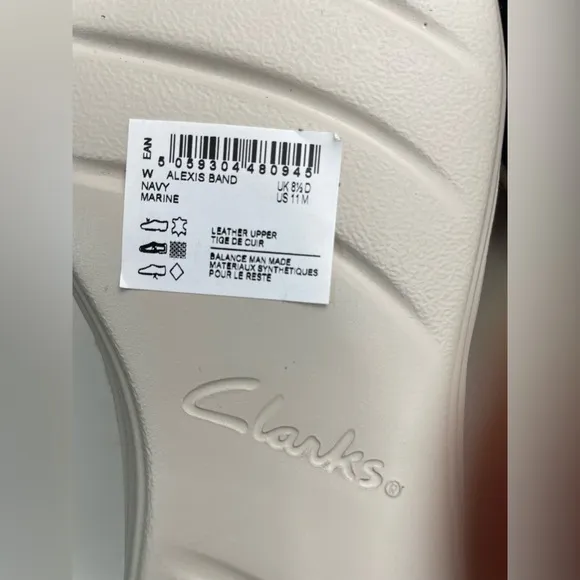 EAN
5 059304 480945
W ALEXIS BAND
NAVY UK 8½ D
MARINE US 11 M
LEATHER UPPER
TIGE DE CUIR
BALANCE MAN MADE
MATERIAUX SYNTHETIQUES
POUR LE RESTE
Clarks®